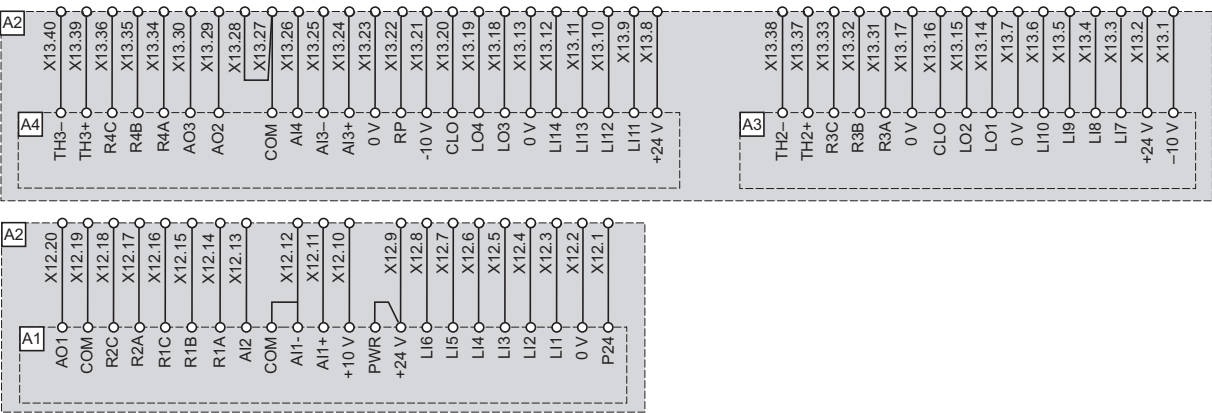 A2
X13.40 X13.39 X13.36 X13.35 X13.34 X13.30 X13.29 X13.28 X13.27 X13.26 X13.25 X13.24 X13.23 X13.22 X13.21 X13.20 X13.19 X13.18 X13.13 X13.12 X13.11 X13.10 X13.9 X13.8
X13.38 X13.37 X13.33 X13.32 X13.31 X13.17 X13.16 X13.15 X13.14 X13.7 X13.6 X13.5 X13.4 X13.3 X13.2 X13.1
A4
TH3– TH3+ R4C R4B R4A AO3 AO2 COM AI4 AI3– AI3+ 0 V RP -10 V CLO LO4 LO3 0 V LI14 LI13 LI12 LI11 +24 V
A3
TH2– TH2+ R3C R3B R3A 0 V CLO LO2 LO1 0 V LI10 LI9 LI8 LI7 +24 V –10 V
A2
X12.20 X12.19 X12.18 X12.17 X12.16 X12.15 X12.14 X12.13 X12.12 X12.11 X12.10 X12.9 X12.8 X12.7 X12.6 X12.5 X12.4 X12.3 X12.2 X12.1
A1
AO1 COM R2C R2A R1C R1B R1A AI2 COM AI1- AI1+ +10 V PWR +24 V LI6 LI5 LI4 LI3 LI2 LI1 0 V P24